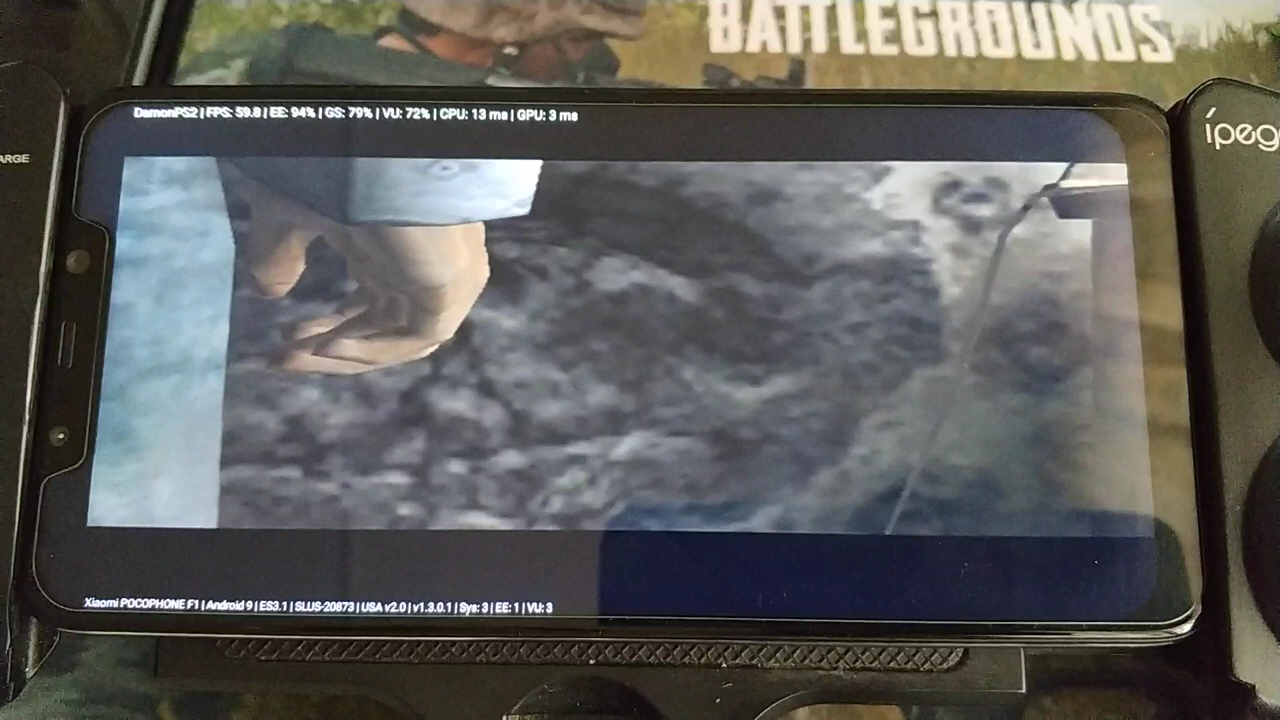 BATTLEGROUNDS
DamonPS2 | FPS: 59.8 | EE: 94% | GS: 79% | VU: 72% | CPU: 13 ms | GPU: 3 ms
ARGE
ípeg
Xiaomi POCOPHONE F1 | Android 9 | ES3.1 | SLUS-20873 | USA v2.0 | v1.3.0.1 | Sys: 3 | EE: 1 | VU: 3